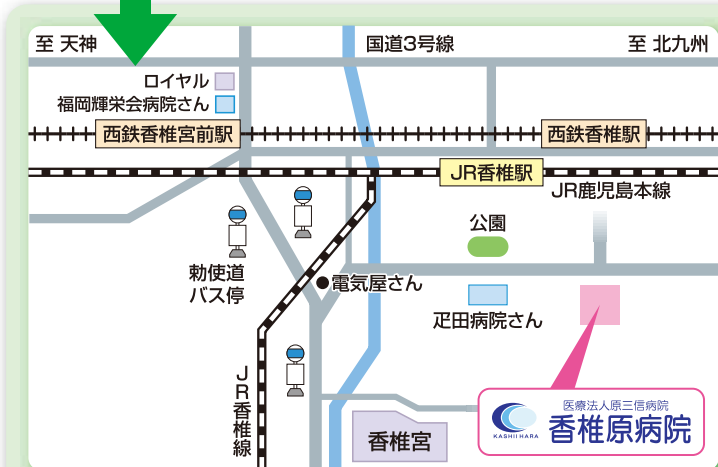 至 天神
国道3号線
至 北九州
ロイヤル
福岡輝栄会病院さん
西鉄香椎宮前駅
西鉄香椎駅
JR香椎駅
JR鹿児島本線
公園
勅使道
バス停
電気屋さん
疋田病院さん
JR香椎線
香椎宮
医療法人原三信病院
香椎原病院
KASHII HARA